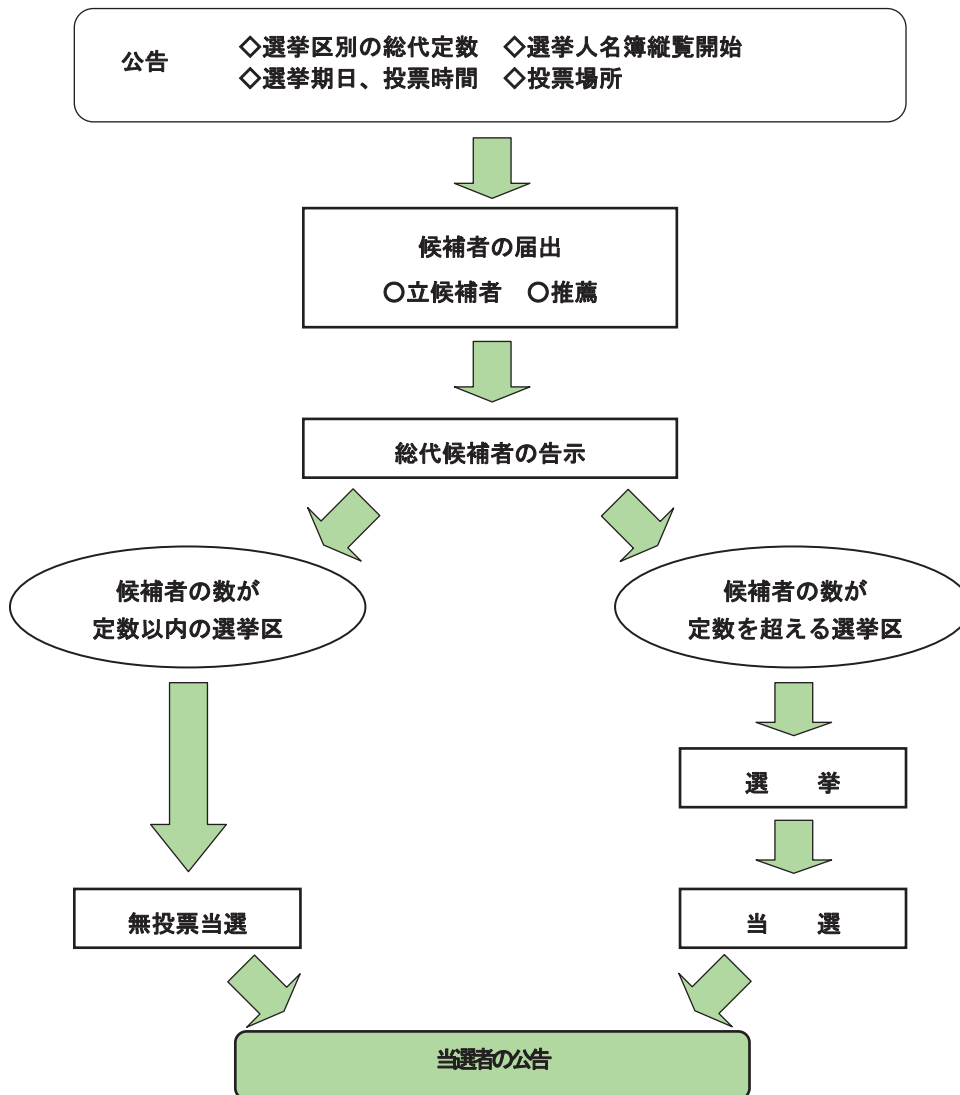 公告 ◇選挙区別の総代定数 ◇選挙人名簿縦覧開始
◇選挙期日、投票時間 ◇投票場所
候補者の届出
○立候補者 ○推薦
総代候補者の告示
候補者の数が
定数以内の選挙区
候補者の数が
定数を超える選挙区
選 挙
無投票当選
当 選
当選者の公告